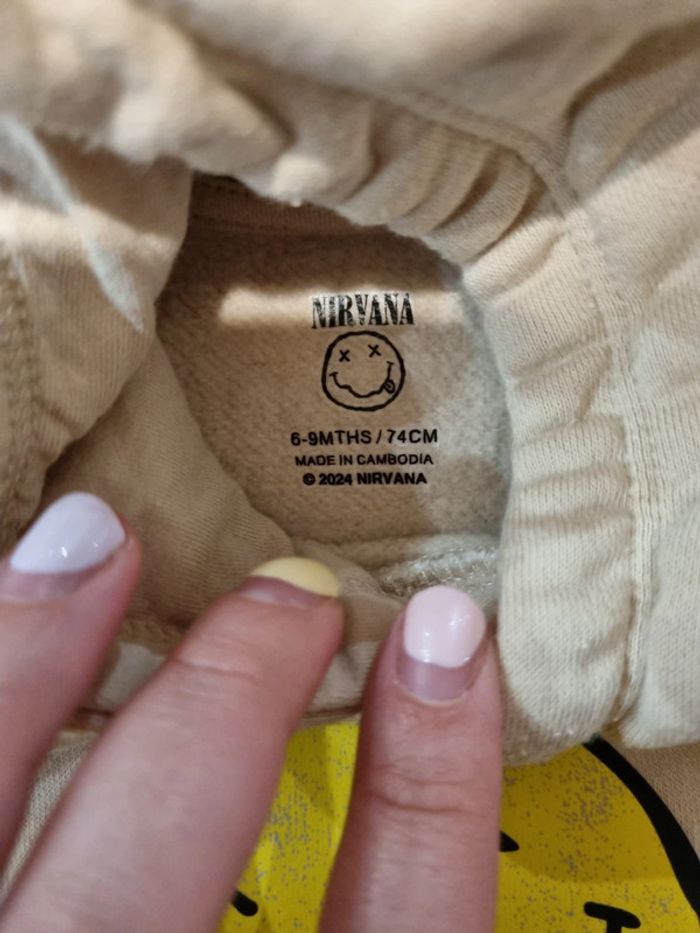 NIRVANA
6-9MTHS / 74CM
MADE IN CAMBODIA
© 2024 NIRVANA